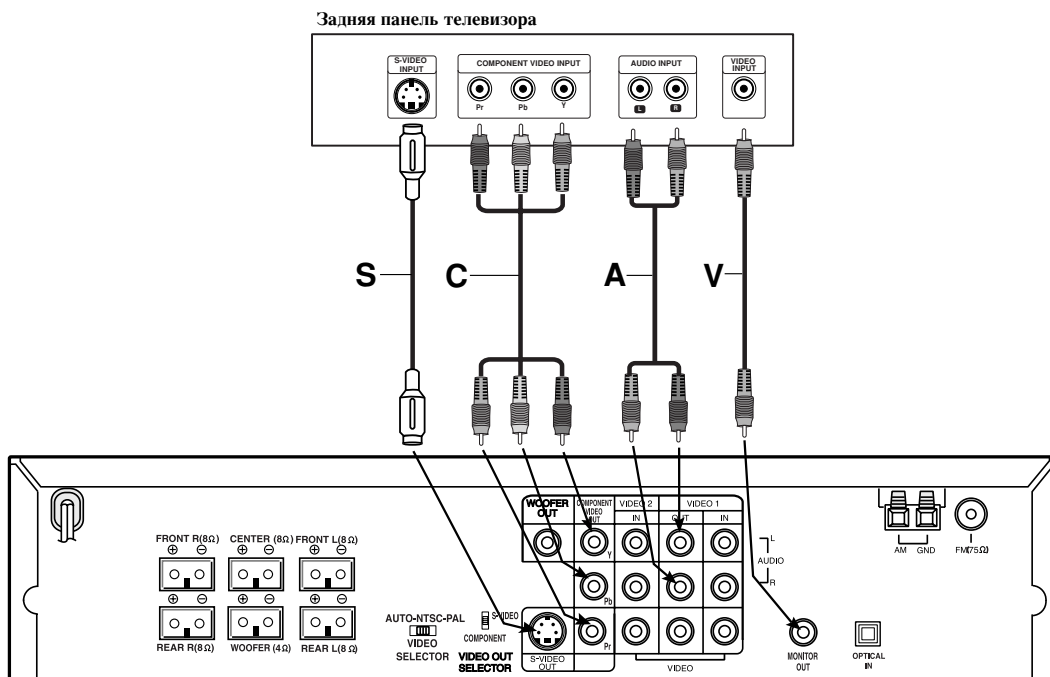 Задняя панель телевизора
S-VIDEO
INPUT
COMPONENT VIDEO INPUT
AUDIO INPUT
VIDEO
INPUT
Pr
Pb
Y
L
R
S
C
A
V
WOOFER
OUT
COMPONENT
VIDEO
OUT
VIDEO 2
VIDEO 1
IN
OUT
IN
FRONT R(8Ω)
CENTER (8Ω)
FRONT L(8Ω)
Y
L
AUDIO
R
AM
GND
FM(75Ω)
Pb
AUTO-NTSC-PAL
VIDEO
SELECTOR
S-VIDEO
COMPONENT
VIDEO OUT
SELECTOR
S-VIDEO
OUT
Pr
REAR R(8Ω)
WOOFER (4Ω)
REAR L(8Ω)
VIDEO
MONITOR
OUT
OPTICAL
IN